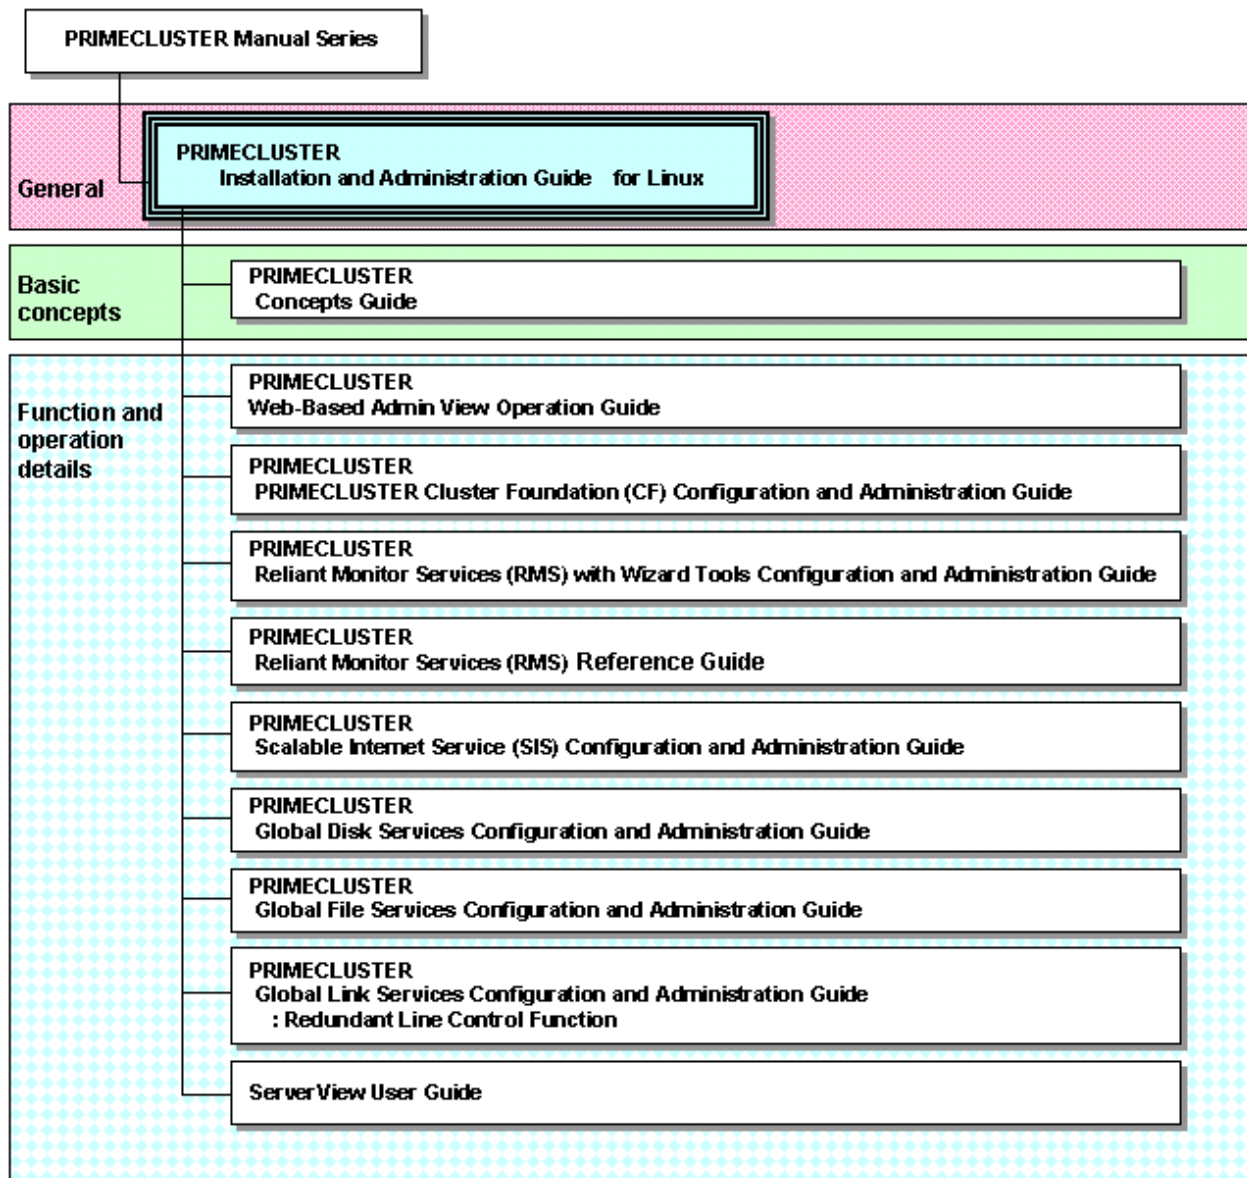 PRIMECLUSTER Manual Series
General
PRIMECLUSTER
Installation and Administration Guide for Linux
Basic
concepts
PRIMECLUSTER
Concepts Guide
Function and
operation
details
PRIMECLUSTER
Web-Based Admin View Operation Guide
PRIMECLUSTER
PRIMECLUSTER Cluster Foundation (CF) Configuration and Administration Guide
PRIMECLUSTER
Reliant Monitor Services (RMS) with Wizard Tools Configuration and Administration Guide
PRIMECLUSTER
Reliant Monitor Services (RMS) Reference Guide
PRIMECLUSTER
Scalable Internet Service (SIS) Configuration and Administration Guide
PRIMECLUSTER
Global Disk Services Configuration and Administration Guide
PRIMECLUSTER
Global File Services Configuration and Administration Guide
PRIMECLUSTER
Global Link Services Configuration and Administration Guide
: Redundant Line Control Function
ServerView User Guide